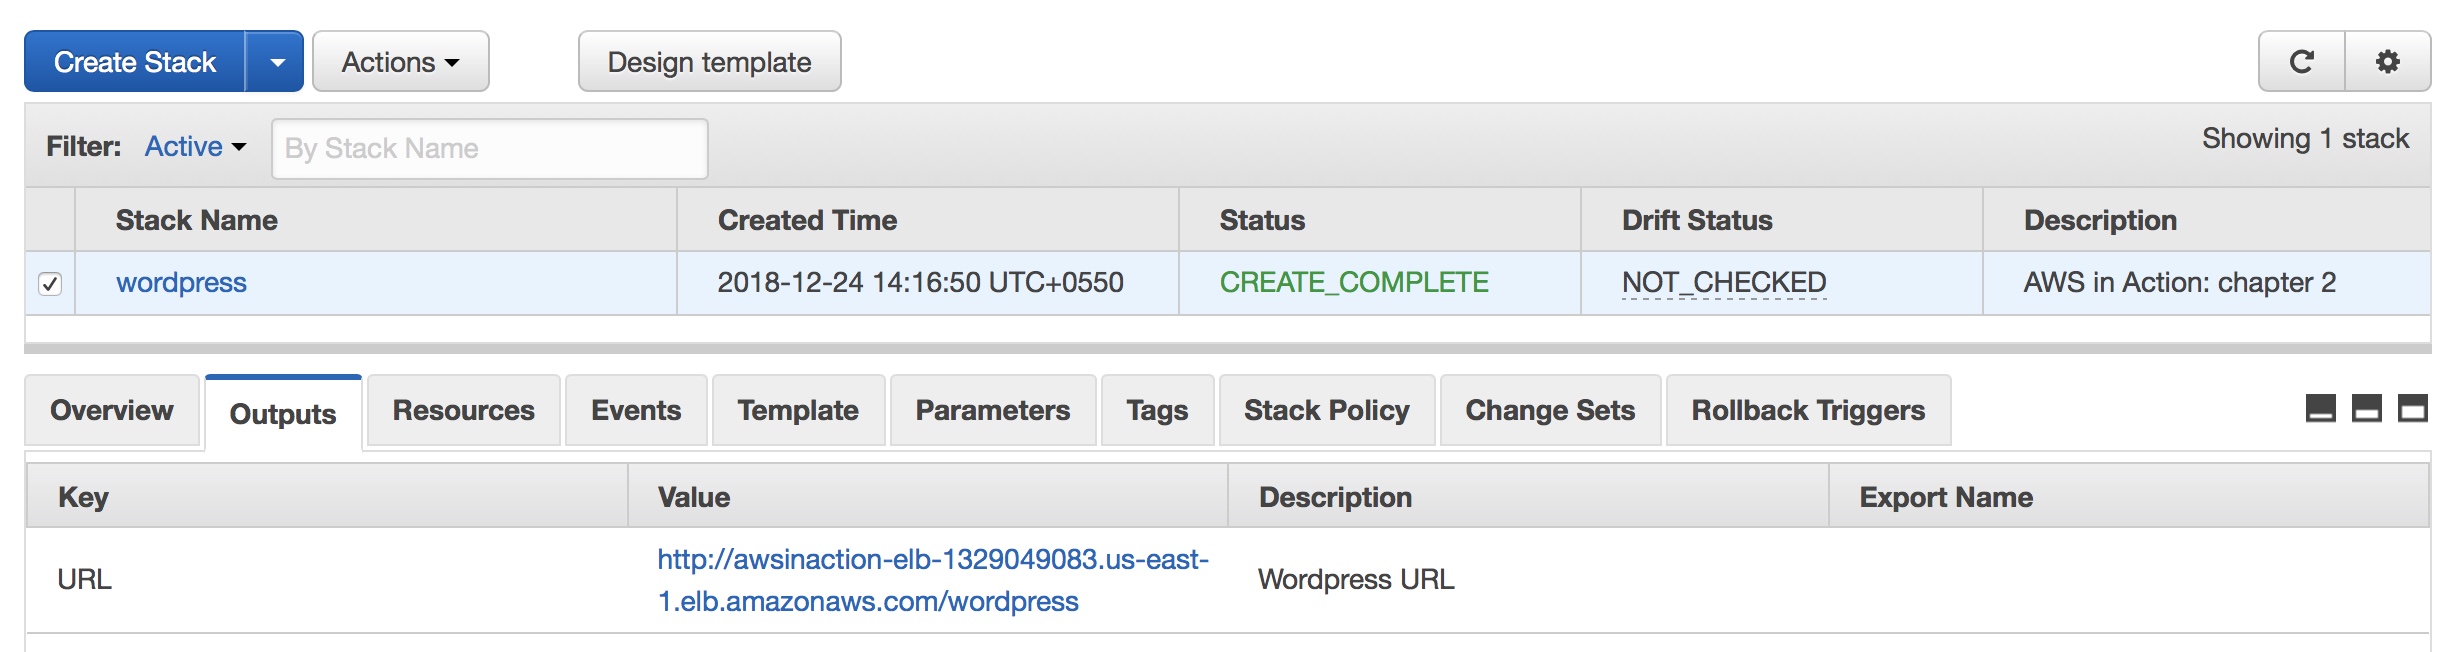 Create Stack
Actions
Design template
Filter: Active By Stack Name Showing 1 stack
Stack Name Created Time Status Drift Status Description
wordpress 2018-12-24 14:16:50 UTC+0550 CREATE_COMPLETE NOT_CHECKED AWS in Action: chapter 2
Overview Outputs Resources Events Template Parameters Tags Stack Policy Change Sets Rollback Triggers
Key Value Description Export Name
URL http://awsinaction-elb-1329049083.us-east-
1.elb.amazonaws.com/wordpress Wordpress URL